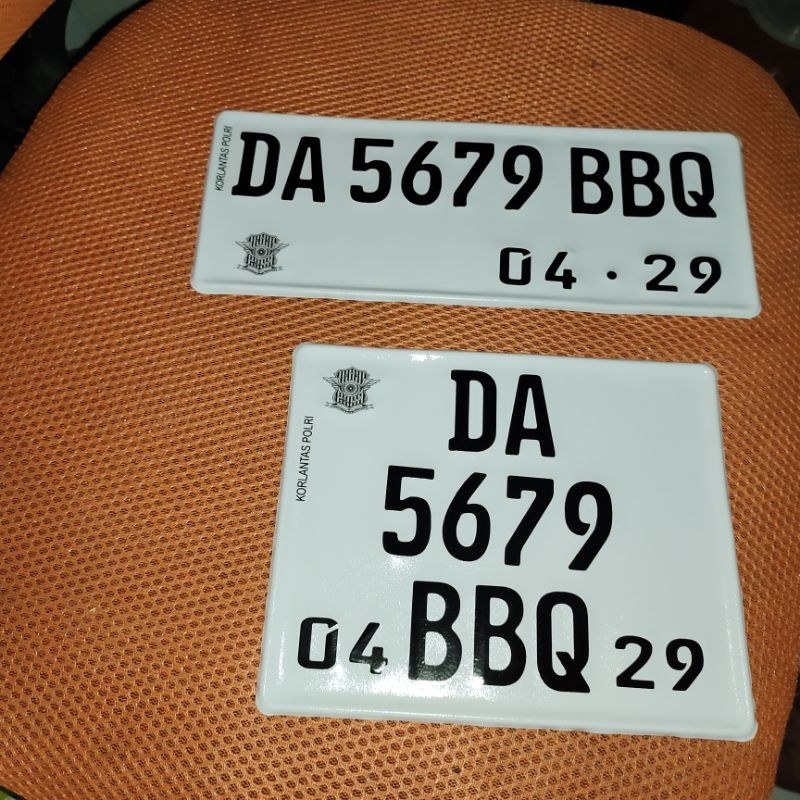 KORLANTAS POLRI
DA 5679 BBQ
04 · 29
KORLANTAS POLRI
DA
5679
04 BBQ 29